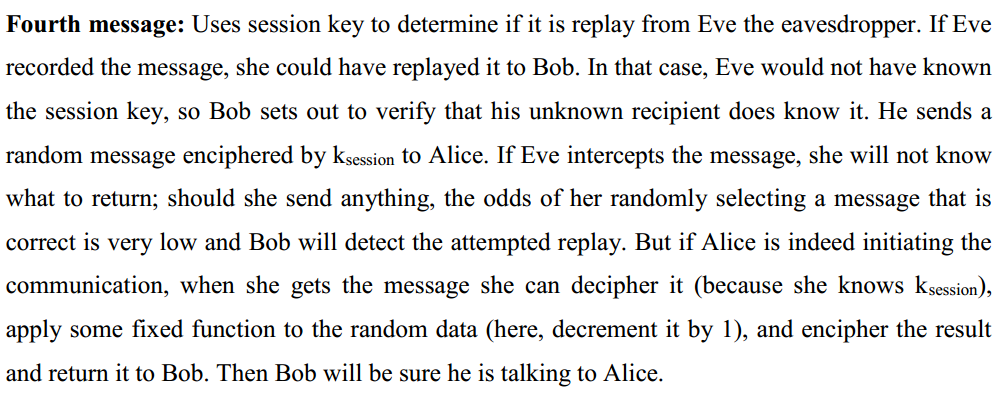 Fourth message: Uses session key to determine if it is replay from Eve the eavesdropper. If Eve
recorded the message, she could have replayed it to Bob. In that case, Eve would not have known
the session key, so Bob sets out to verify that his unknown recipient does know it. He sends a
random message enciphered by ksession to Alice. If Eve intercepts the message, she will not know
what to return; should she send anything, the odds of her randomly selecting a message that is
correct is very low and Bob will detect the attempted replay. But if Alice is indeed initiating the
communication, when she gets the message she can decipher it (because she knows ksession),
apply some fixed function to the random data (here, decrement it by 1), and encipher the result
and return it to Bob. Then Bob will be sure he is talking to Alice.